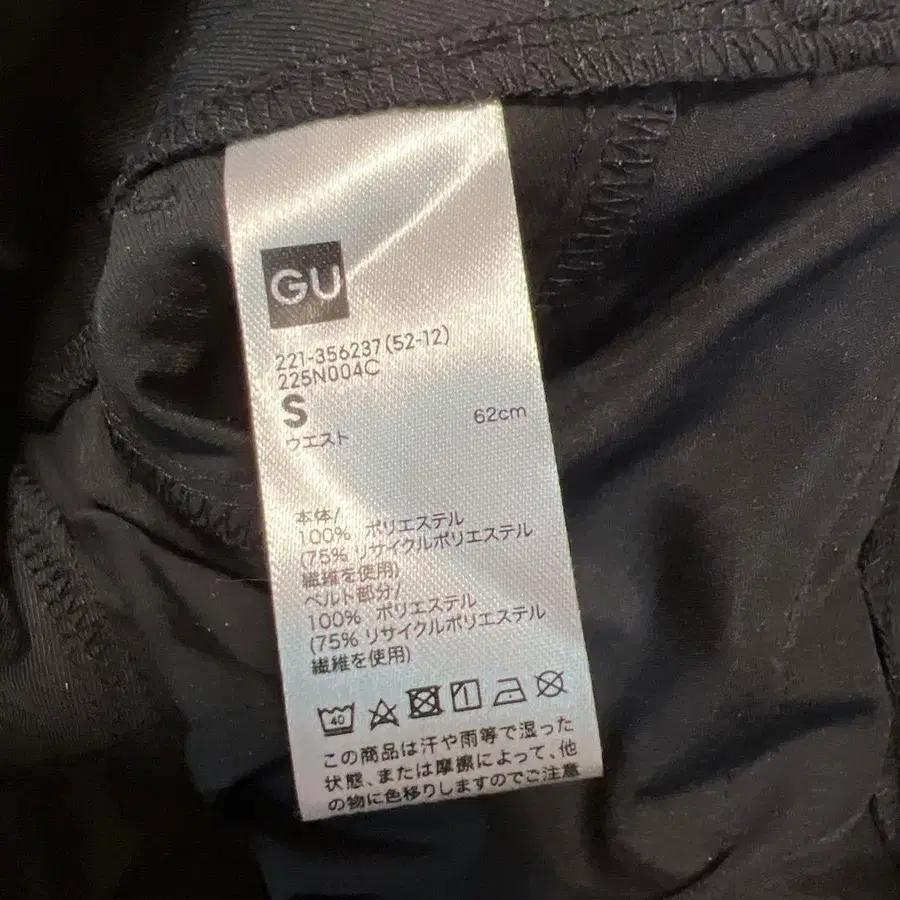 GU
221-356237 (52-12)
225N004C
S
ウエスト 62cm
本体/
100% ポリエステル
(75% リサイクルポリエステル
繊維を使用)
ベルト部分/
100% ポリエステル
(75% リサイクルポリエステル
繊維を使用)
40
この商品は汗や雨等で湿った
状態、または摩擦によって、他
の物に色移りしますのでご注意